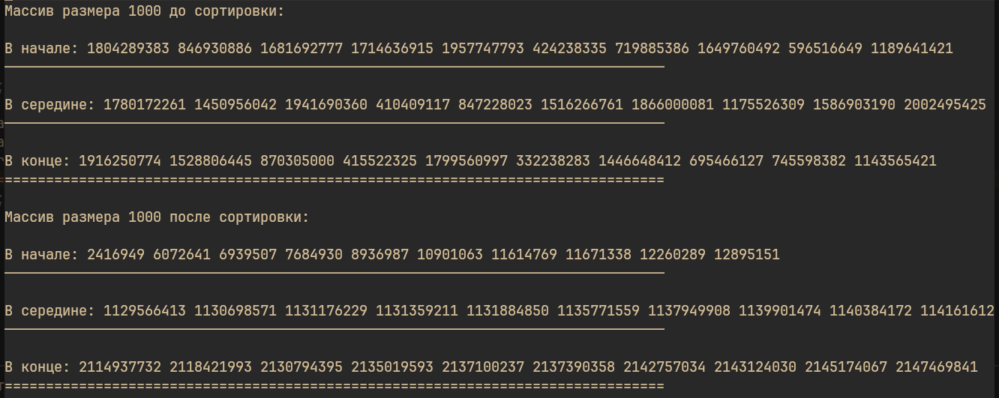 Массив размера 1000 до сортировки:
В начале: 1804289383 846930886 1681692777 1714636915 1957747793 424238335 719885386 1649760492 596516649 1189641421
В середине: 1780172261 1450956042 1941690360 410409117 847228023 1516266761 1866000081 1175526309 1586903190 2002495425
В конце: 1916250774 1528806445 870305000 415522325 1799560997 332238283 1446648412 695466127 745598382 1143565421
================================================================================
Массив размера 1000 после сортировки:
В начале: 2416949 6072641 6939507 7684930 8936987 10901063 11614769 11671338 12260289 12895151
В середине: 1129566413 1130698571 1131176229 1131359211 1131884850 1135771559 1137949908 1139901474 1140384172 114161612
В конце: 2114937732 2118421993 2130794395 2135019593 2137100237 2137390358 2142757034 2143124030 2145174067 2147469841
================================================================================